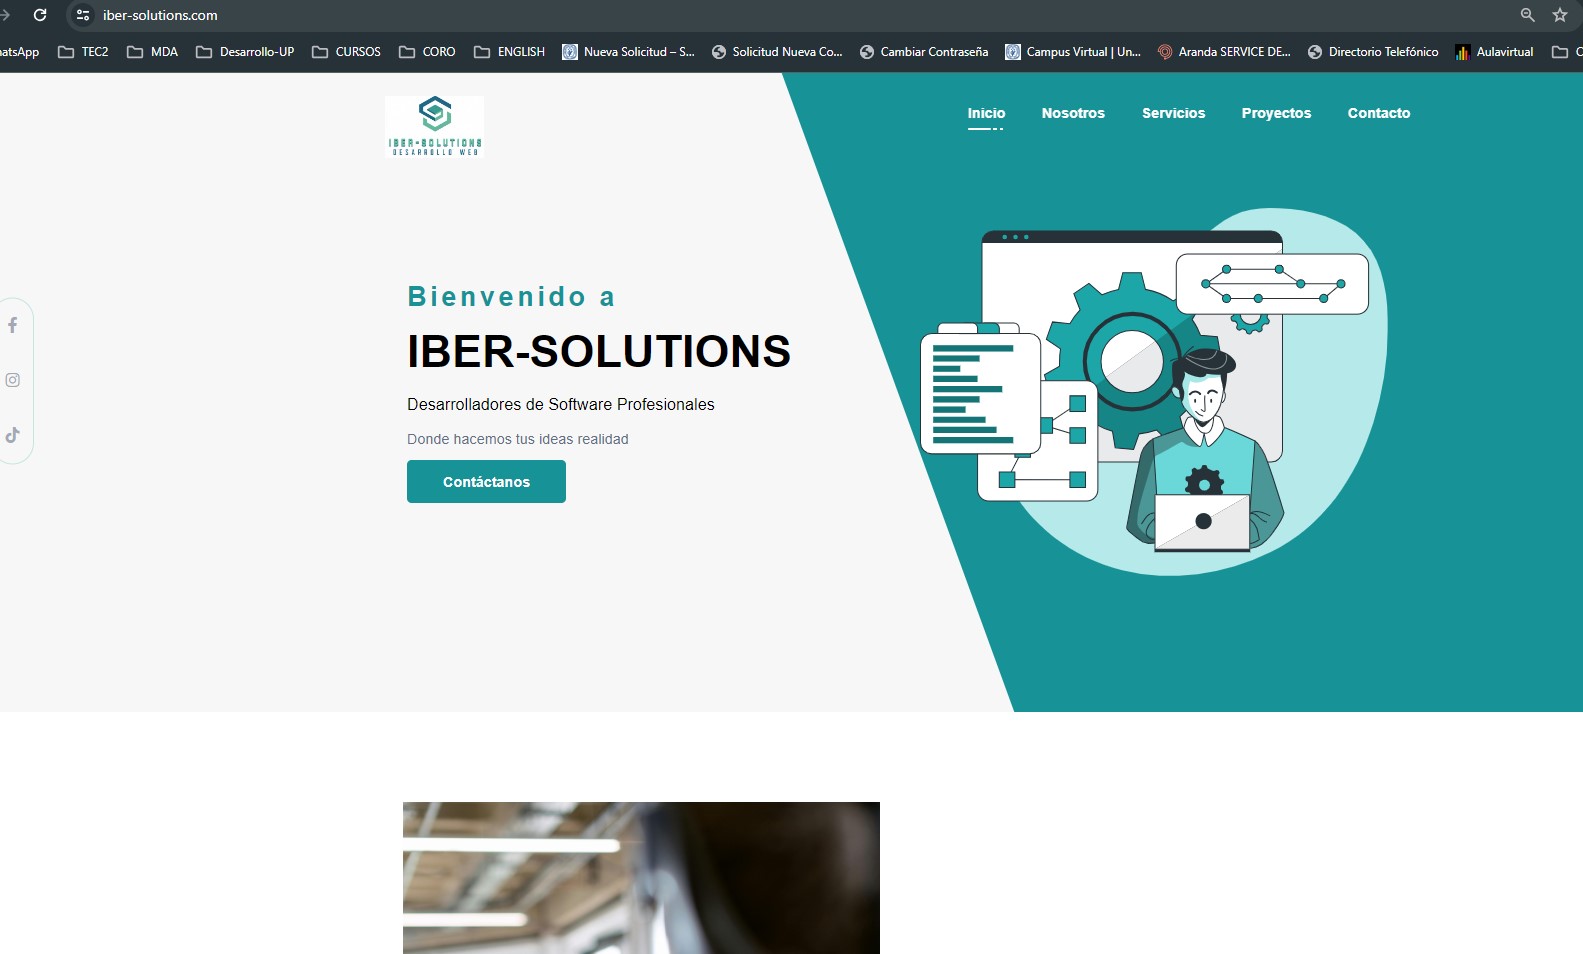 iber-solutions.com
hatsApp TEC2 MDA Desarrollo-UP CURSOS CORO ENGLISH Nueva Solicitud – S... Solicitud Nueva Co... Cambiar Contraseña Campus Virtual | Un... Aranda SERVICE DE... Directorio Telefónico Aulavirtual
IBER-SOLUTIONS
DESARROLLO WEB
Inicio Nosotros Servicios Proyectos Contacto
Bienvenido a
IBER-SOLUTIONS
Desarrolladores de Software Profesionales
Donde hacemos tus ideas realidad
Contáctanos